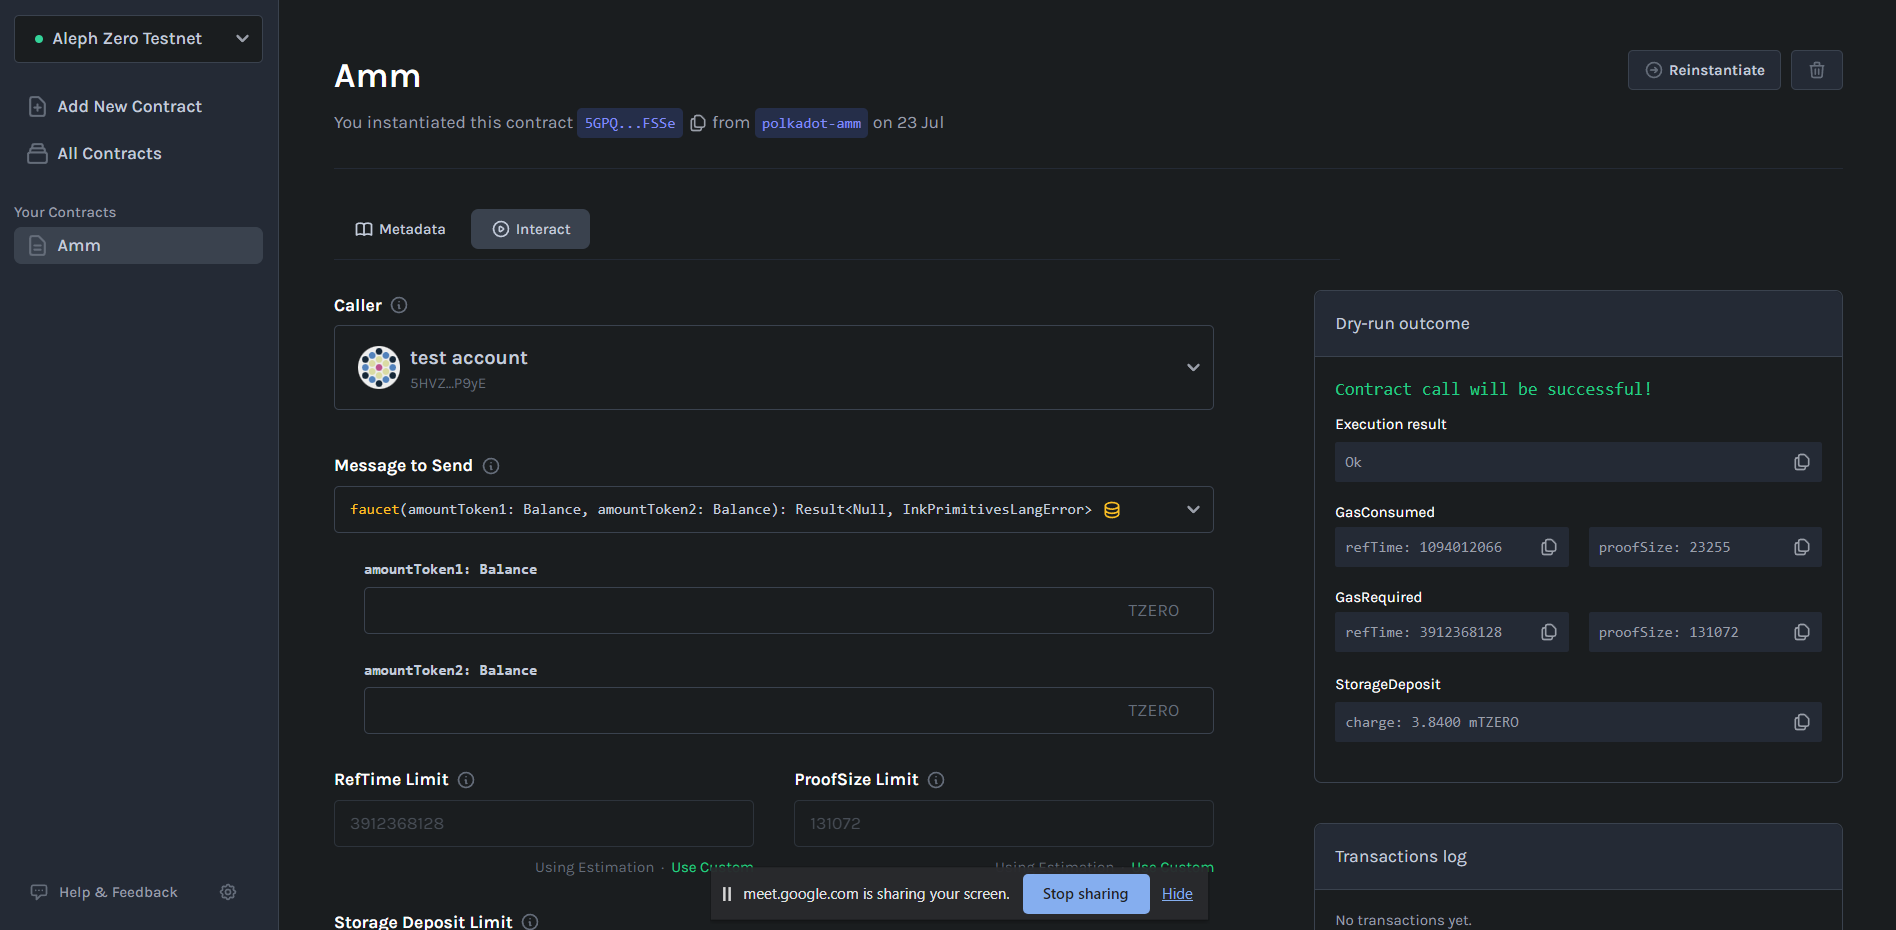 Aleph Zero Testnet
Add New Contract
All Contracts
Your Contracts
Amm
Help & Feedback
Amm
Reinstantiate
You instantiated this contract 5GPQ...FSSe from polkadot-amm on 23 Jul
Metadata
Interact
Caller
test account
5HVZ...P9yE
Message to Send
faucet(amountToken1: Balance, amountToken2: Balance): Result<Null, InkPrimitivesLangError>
amountToken1: Balance
TZERO
amountToken2: Balance
TZERO
RefTime Limit
3912368128
Using Estimation · Use Custom
ProofSize Limit
131072
Using Estimation · Use Custom
Storage Deposit Limit
Dry-run outcome
Contract call will be successful!
Execution result
Ok
GasConsumed
refTime: 1094012066
proofSize: 23255
GasRequired
refTime: 3912368128
proofSize: 131072
StorageDeposit
charge: 3.8400 mTZERO
Transactions log
No transactions yet.
meet.google.com is sharing your screen.
Stop sharing
Hide